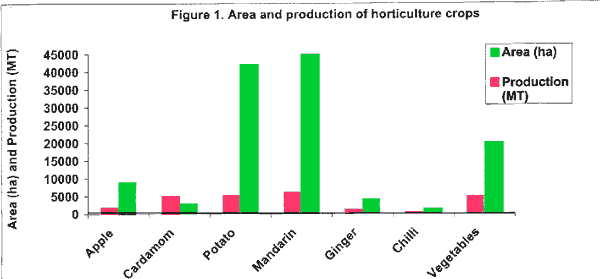 Figure 1. Area and production of horticulture crops
Area (ha) and Production (MT)
45000
40000
35000
30000
25000
20000
15000
10000
5000
0
Apple
Cardamom
Potato
Mandarin
Ginger
Chilli
Vegetables
Area (ha)
Production
(MT)